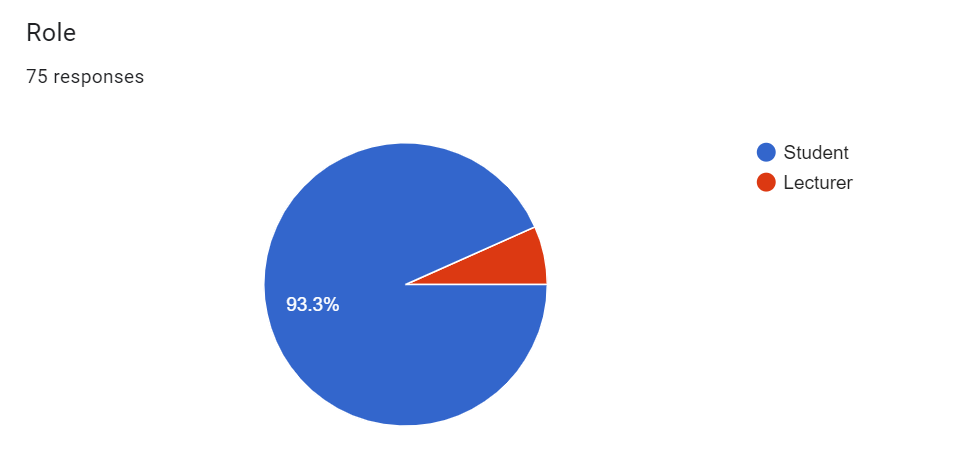 Role
75 responses
Student
Lecturer
93.3%